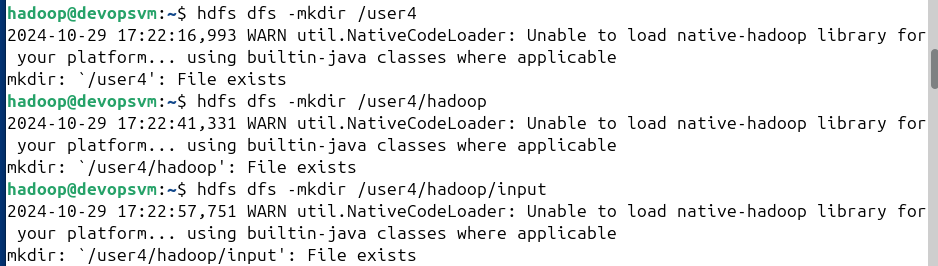 hadoop@devopsvm:~$ hdfs dfs -mkdir /user4
2024-10-29 17:22:16,993 WARN util.NativeCodeLoader: Unable to load native-hadoop library for
 your platform... using builtin-java classes where applicable
mkdir: `/user4': File exists
hadoop@devopsvm:~$ hdfs dfs -mkdir /user4/hadoop
2024-10-29 17:22:41,331 WARN util.NativeCodeLoader: Unable to load native-hadoop library for
 your platform... using builtin-java classes where applicable
mkdir: `/user4/hadoop': File exists
hadoop@devopsvm:~$ hdfs dfs -mkdir /user4/hadoop/input
2024-10-29 17:22:57,751 WARN util.NativeCodeLoader: Unable to load native-hadoop library for
 your platform... using builtin-java classes where applicable
mkdir: `/user4/hadoop/input': File exists